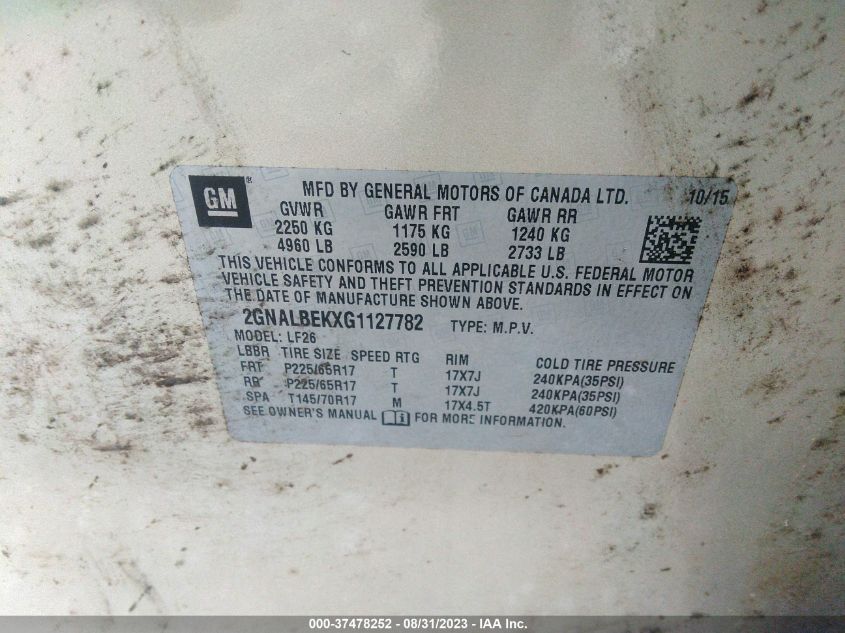 GM ® MFD BY GENERAL MOTORS OF CANADA LTD. 10/15
GVWR GAWR FRT GAWR RR
2250 KG 1175 KG 1240 KG
4960 LB 2590 LB 2733 LB
THIS VEHICLE CONFORMS TO ALL APPLICABLE U.S. FEDERAL MOTOR
VEHICLE SAFETY AND THEFT PREVENTION STANDARDS IN EFFECT ON
THE DATE OF MANUFACTURE SHOWN ABOVE.
2GNALBEKXG1127782 TYPE: M.P.V.
MODEL: LF26
LBBR TIRE SIZE SPEED RTG RIM COLD TIRE PRESSURE
FRT P225/65R17 T 17X7J 240KPA(35PSI)
RR P225/65R17 T 17X7J 240KPA(35PSI)
SPA T145/70R17 M 17X4.5T 420KPA(60PSI)
SEE OWNER'S MANUAL FOR MORE INFORMATION.
000-37478252 - 08/31/2023 - IAA Inc.